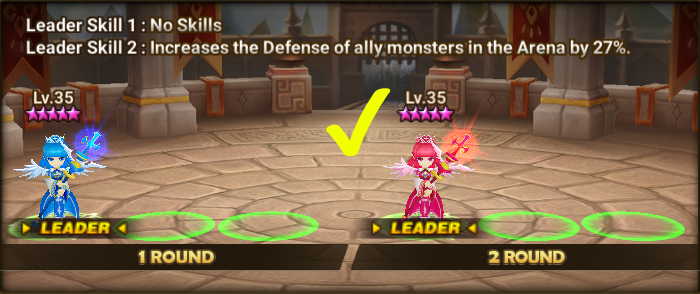 Leader Skill 1 : No Skills
Leader Skill 2 : Increases the Defense of ally monsters in the Arena by 27%.
Lv.35
Lv.35
LEADER
LEADER
1 ROUND
2 ROUND